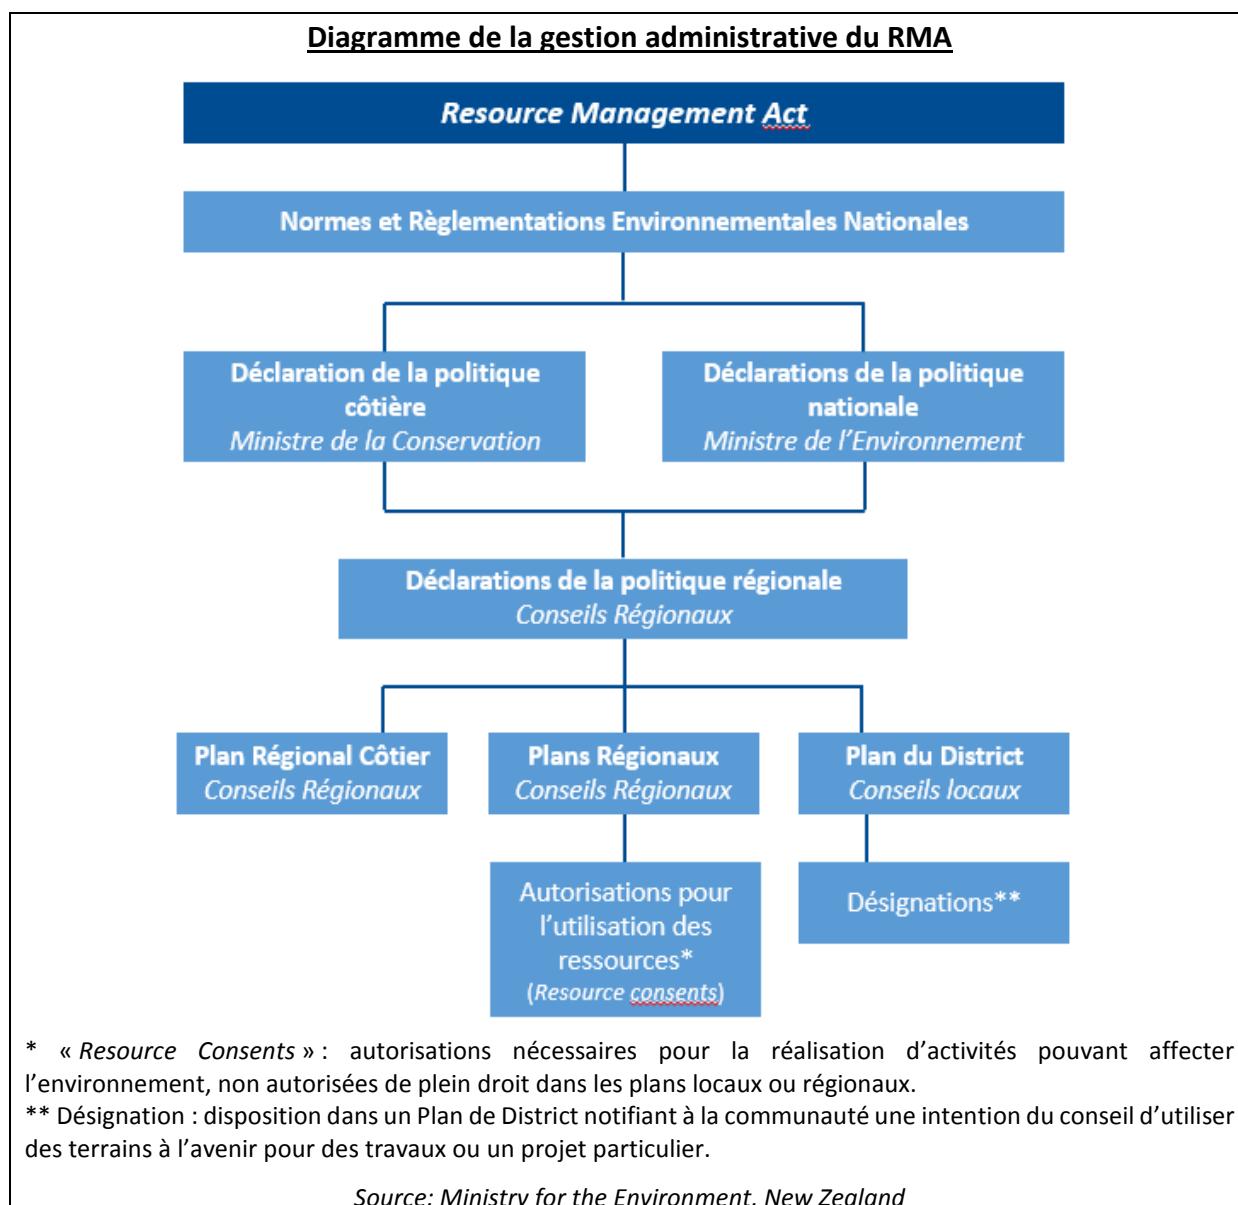 Diagramme de la gestion administrative du RMA
Resource Management Act
Normes et Règlementations Environnementales Nationales
Déclaration de la politique
côtière
Ministre de la Conservation
Déclarations de la politique
nationale
Ministre de l'Environnement
Déclarations de la politique régionale
Conseils Régionaux
Plan Régional Côtier
Conseils Régionaux
Plans Régionaux
Conseils Régionaux
Plan du District
Conseils locaux
Autorisations pour
l'utilisation des
ressources*
(Resource consents)
Désignations**
* « Resource Consents » : autorisations nécessaires pour la réalisation d'activités pouvant affecter
l'environnement, non autorisées de plein droit dans les plans locaux ou régionaux.
** Désignation : disposition dans un Plan de District notifiant à la communauté une intention du conseil d'utiliser
des terrains à l'avenir pour des travaux ou un projet particulier.
Source: Ministry for the Environment, New Zealand